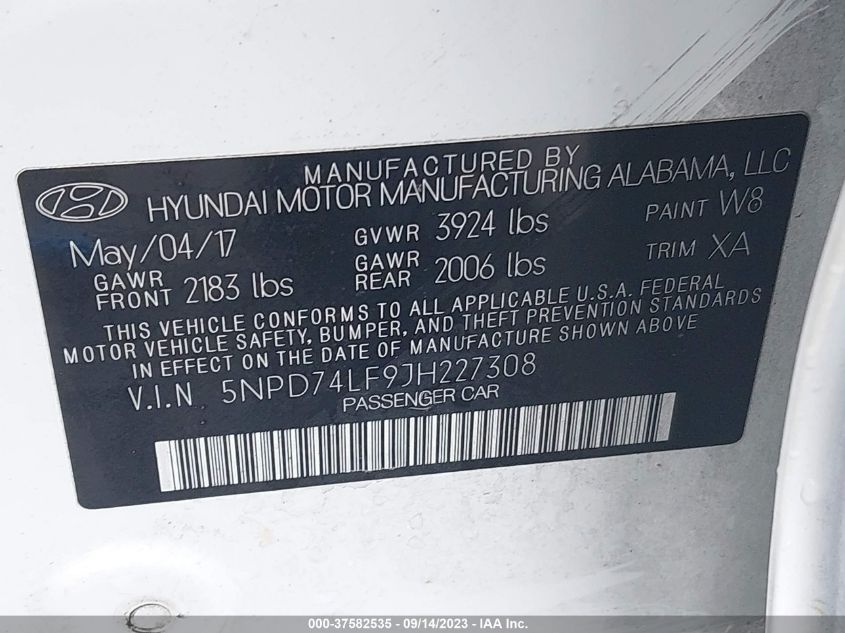 MANUFACTURED BY
HYUNDAI MOTOR MANUFACTURING ALABAMA, LLC
May/04/17 GVWR 3924 lbs PAINT W8
GAWR FRONT 2183 lbs GAWR REAR 2006 lbs TRIM XA
THIS VEHICLE CONFORMS TO ALL APPLICABLE U.S.A. FEDERAL
MOTOR VEHICLE SAFETY, BUMPER, AND THEFT PREVENTION STANDARDS
IN EFFECT ON THE DATE OF MANUFACTURE SHOWN ABOVE
V.I.N 5NPD74LF9JH227308
PASSENGER CAR
000-37582535 - 09/14/2023 - IAA Inc.